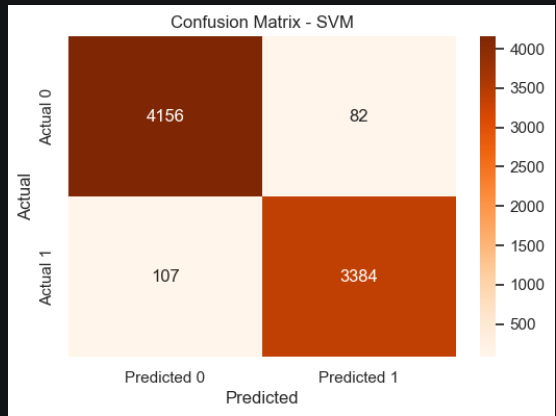 Confusion Matrix - SVM
Actual 0
4156
82
Actual
Actual 1
107
3384
Predicted 0
Predicted 1
Predicted
4000
3500
3000
2500
2000
1500
1000
500